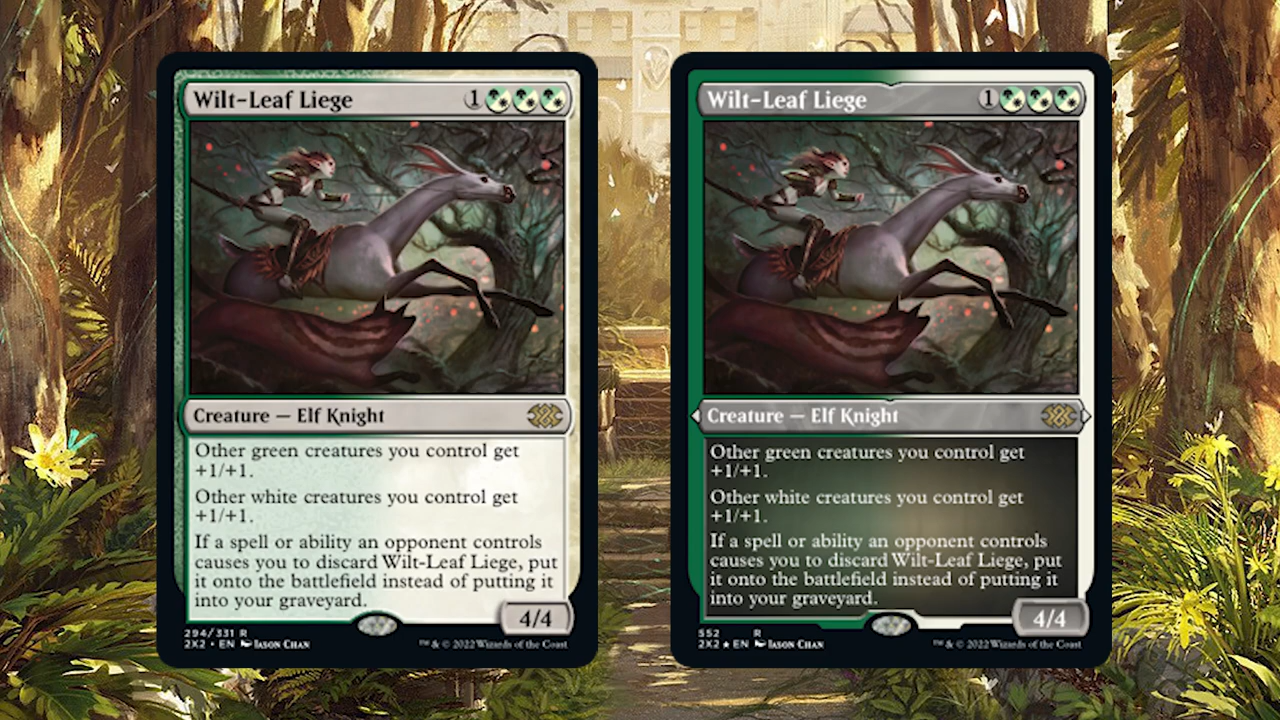 Wilt-Leaf Liege 1
Creature — Elf Knight
Other green creatures you control get
+1/+1.
Other white creatures you control get
+1/+1.
If a spell or ability an opponent controls
causes you to discard Wilt-Leaf Liege, put
it onto the battlefield instead of putting it
into your graveyard.
4/4
294/331 R
2X2 • EN Jason Chan
™ & © 2022 Wizards of the Coast
Wilt-Leaf Liege 1
Creature — Elf Knight
Other green creatures you control get
+1/+1.
Other white creatures you control get
+1/+1.
If a spell or ability an opponent controls
causes you to discard Wilt-Leaf Liege, put
it onto the battlefield instead of putting it
into your graveyard.
4/4
552 R
2X2 ★ EN Jason Chan
™ & © 2022 Wizards of the Coast